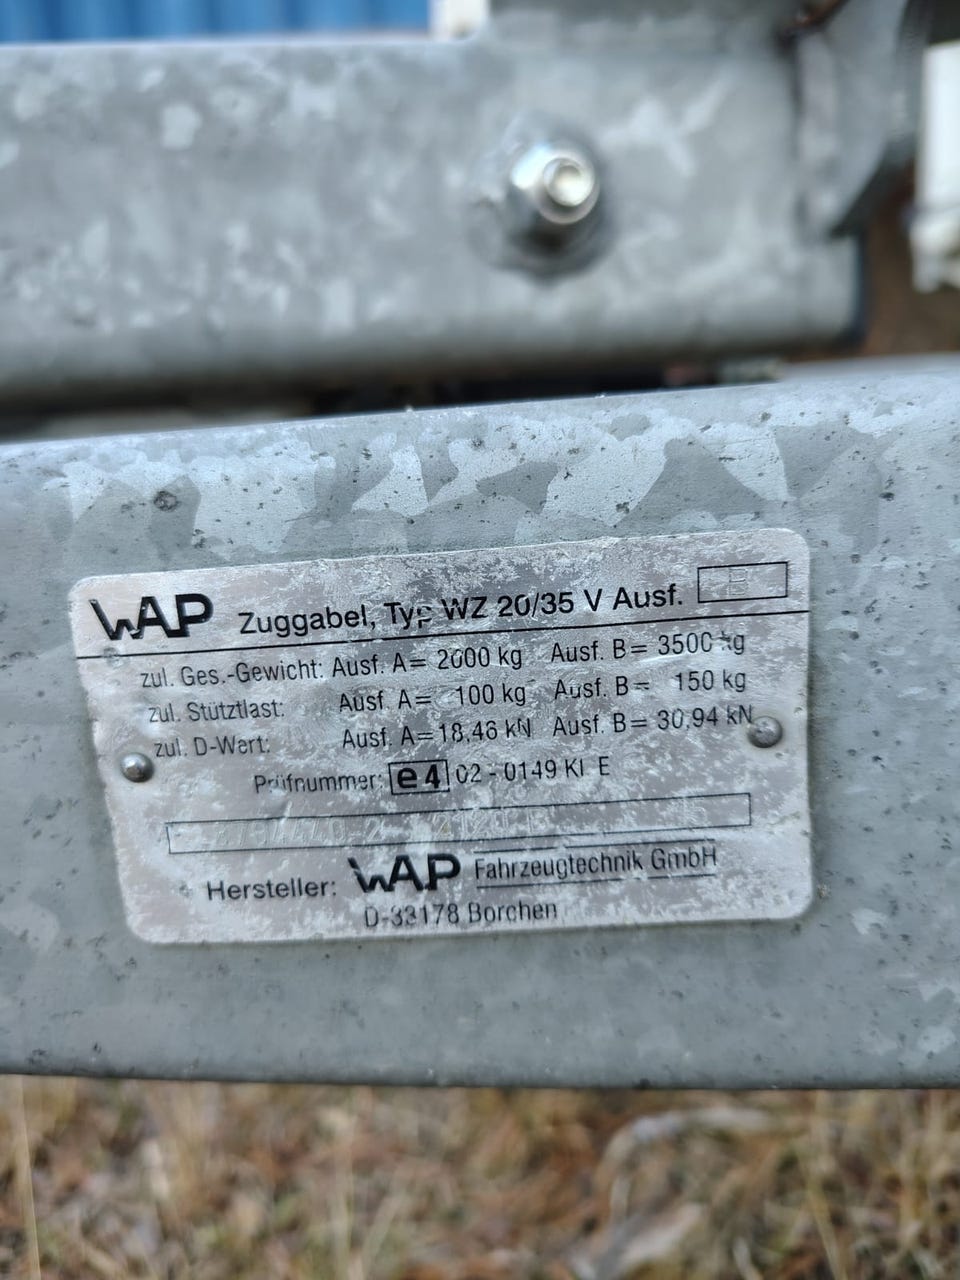 WAP Zuggabel, Typ WZ 20/35 V Ausf. B
zul. Ges.-Gewicht: Ausf. A= 2000 kg Ausf. B= 3500 kg
zul. Stütztlast: Ausf. A= 100 kg Ausf. B= 150 kg
zul. D-Wert: Ausf. A=18,46 kN Ausf. B= 30,94 kN
Prüfnummer: e4 02-0149 Kl E
Hersteller: WAP Fahrzeugtechnik GmbH
D-33178 Borchen